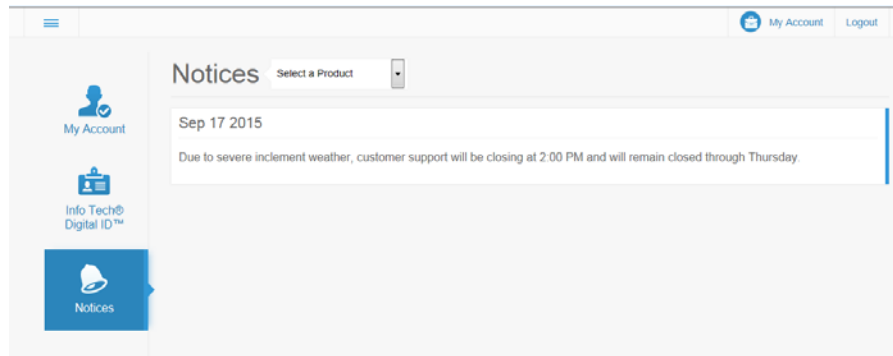 My Account Logout
Notices Select a Product
My Account
Sep 17 2015
Due to severe inclement weather, customer support will be closing at 2:00 PM and will remain closed through Thursday.
Info Tech®
Digital ID™
Notices